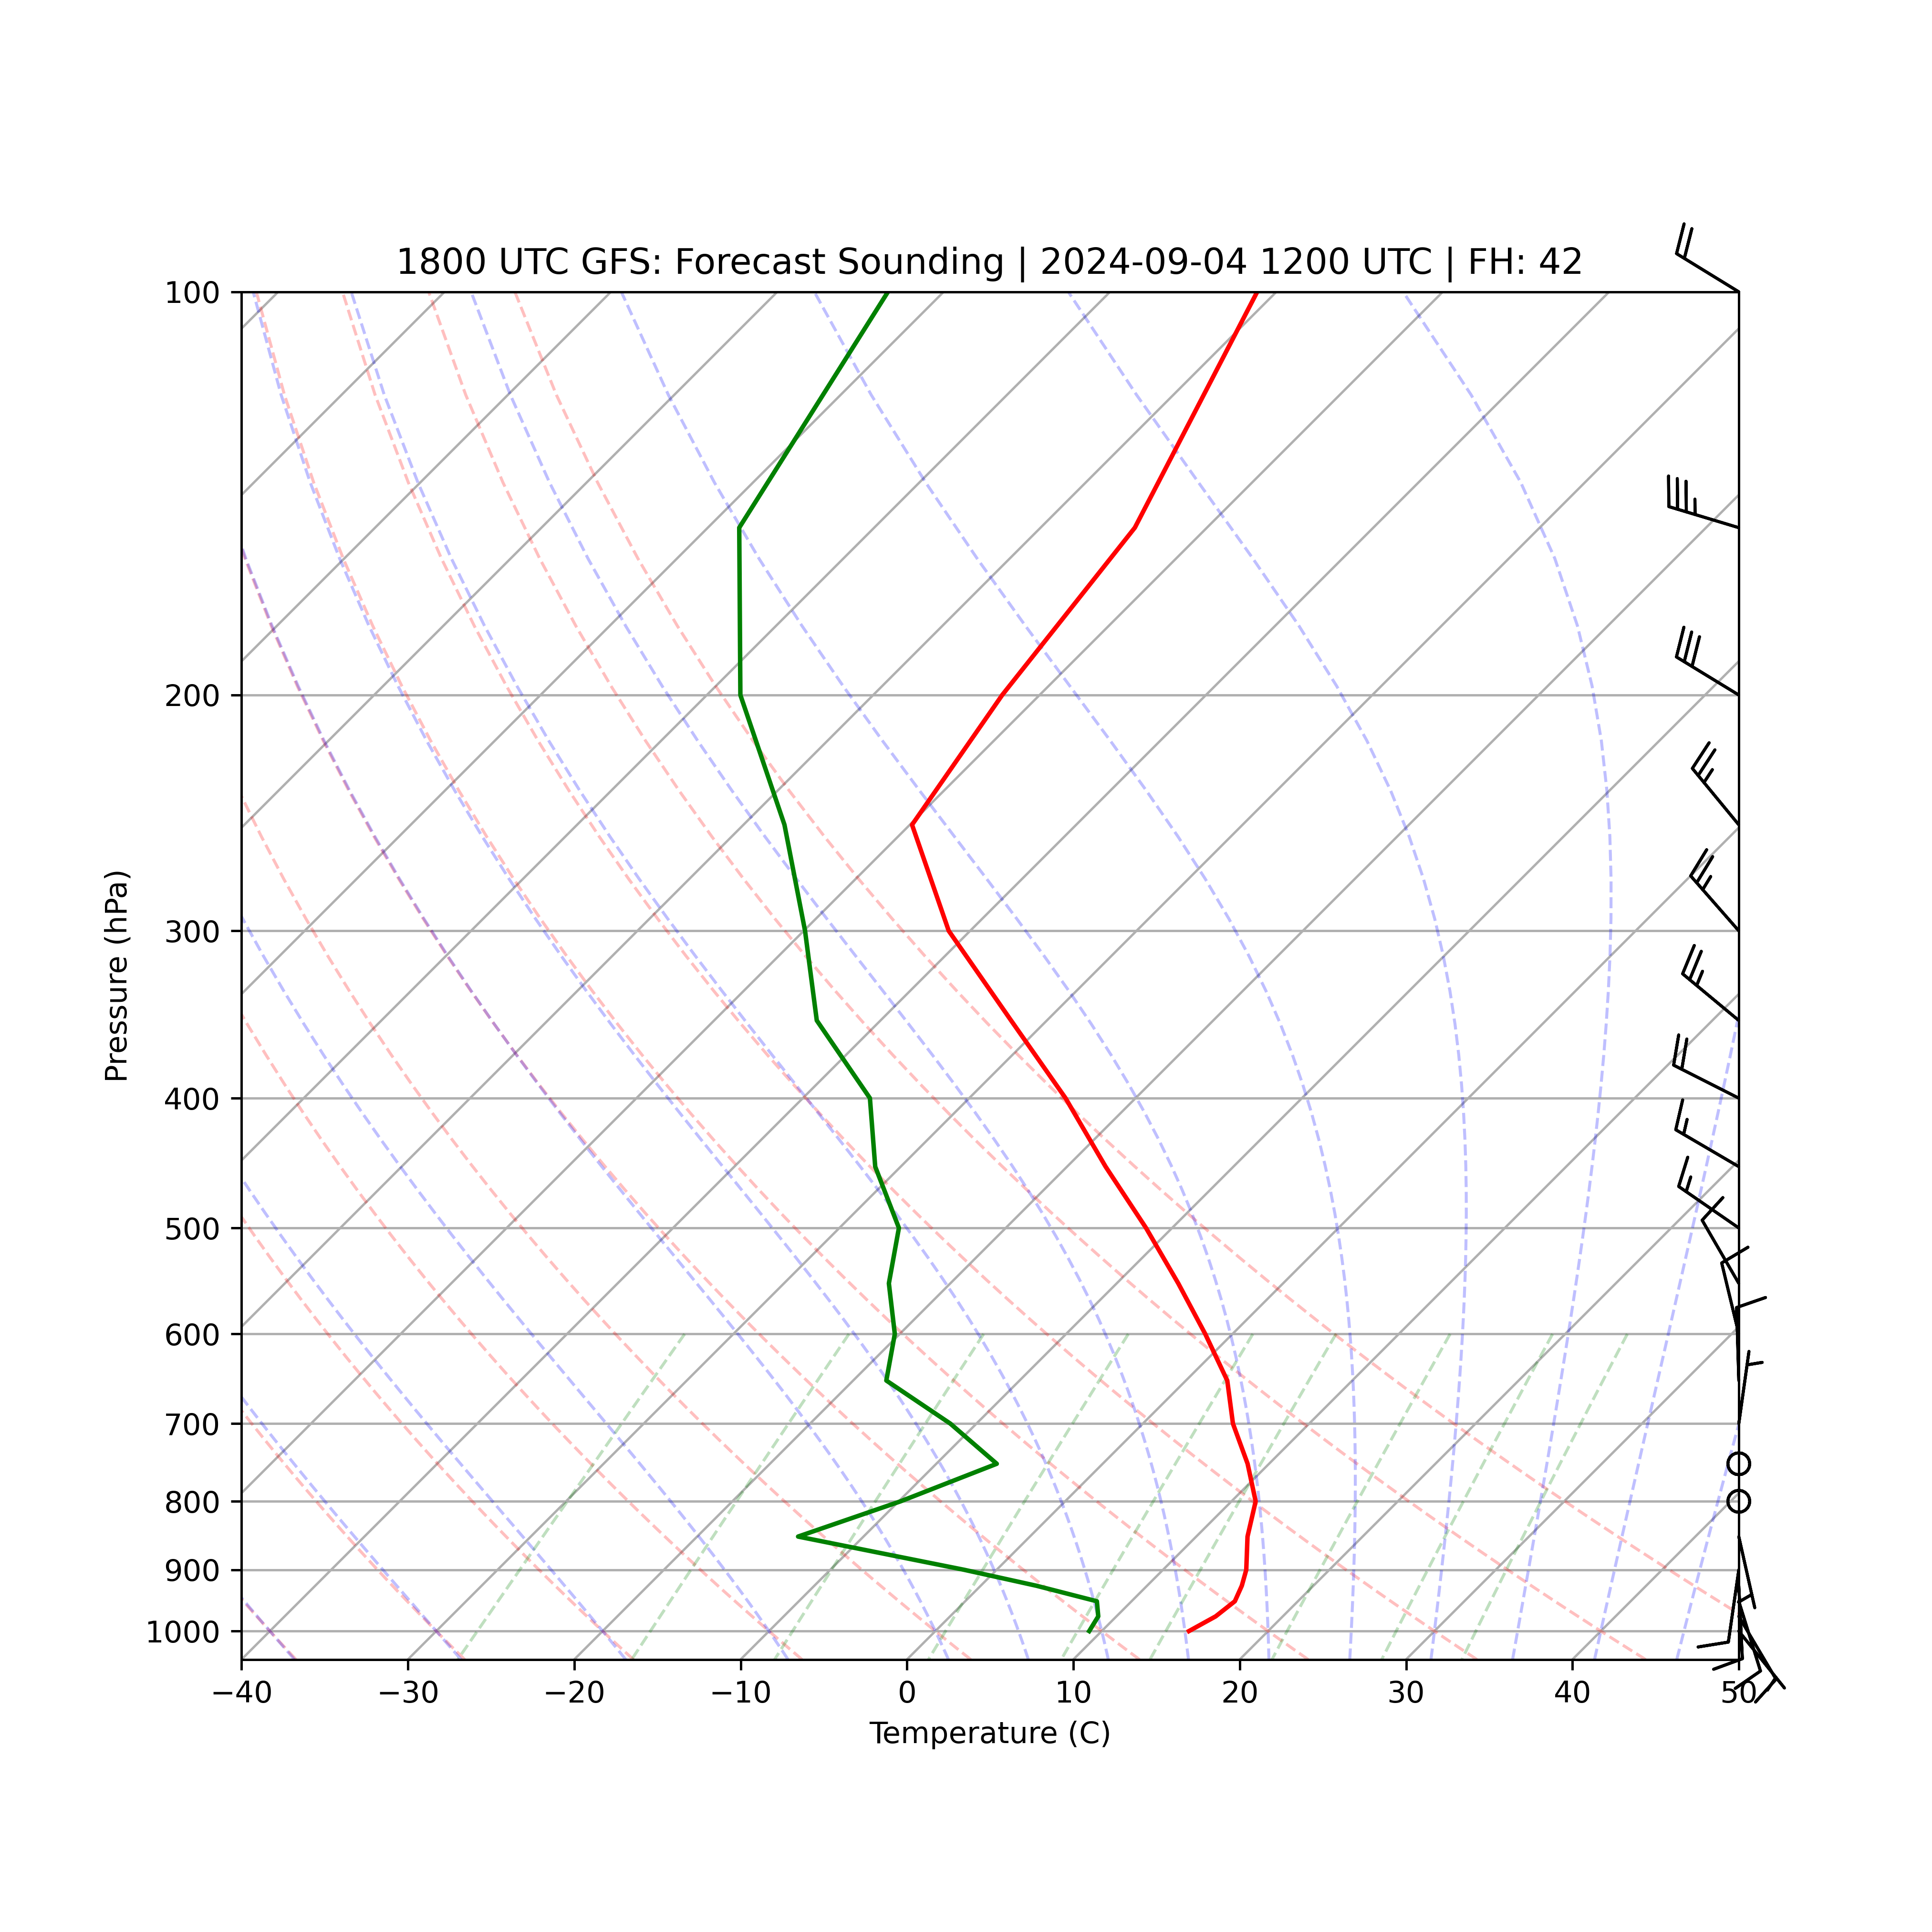 1800 UTC GFS: Forecast Sounding | 2024-09-04 1200 UTC | FH: 42
100
200
300
400
500
600
700
800
900
1000
Pressure (hPa)
−40 −30 −20 −10 0 10 20 30 40 50
Temperature (C)